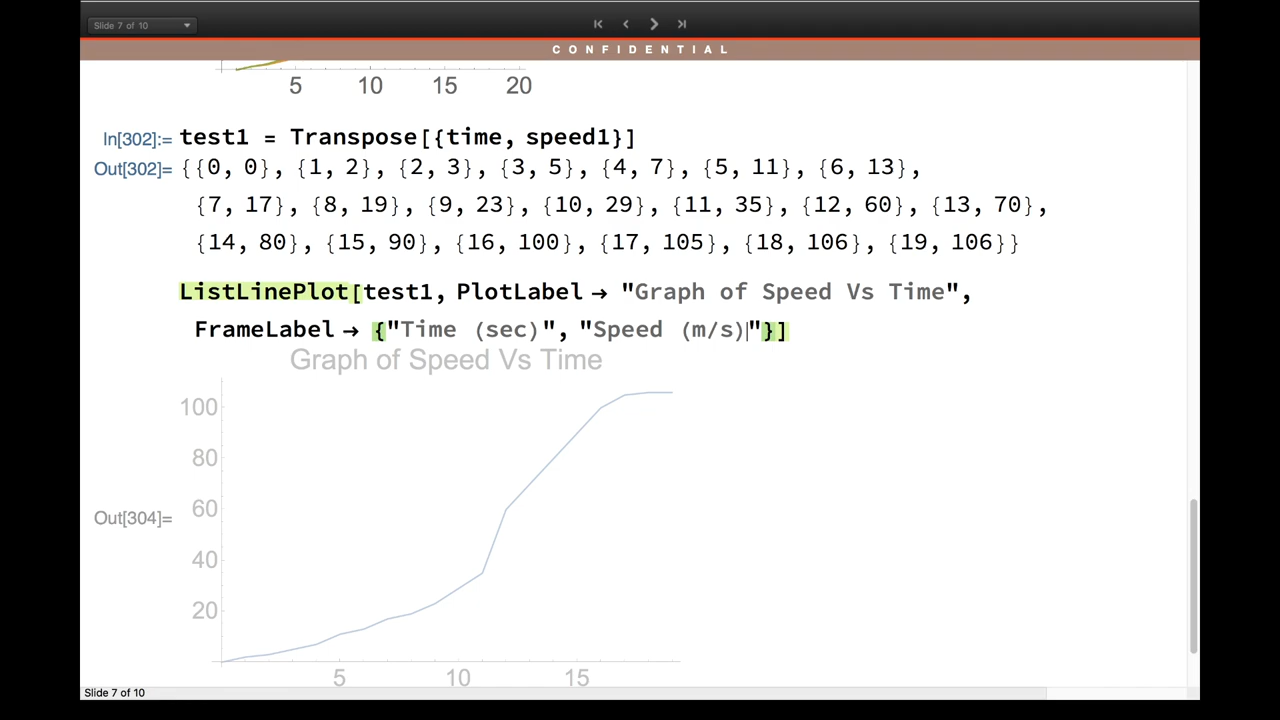 Slide 7 of 10
CONFIDENTIAL
5 10 15 20
In[302]:= test1 = Transpose[{time, speed1}]
Out[302]= {{0, 0}, {1, 2}, {2, 3}, {3, 5}, {4, 7}, {5, 11}, {6, 13},
{7, 17}, {8, 19}, {9, 23}, {10, 29}, {11, 35}, {12, 60}, {13, 70},
{14, 80}, {15, 90}, {16, 100}, {17, 105}, {18, 106}, {19, 106}}
ListLinePlot[test1, PlotLabel → "Graph of Speed Vs Time",
FrameLabel → {"Time (sec)", "Speed (m/s)"}]
Graph of Speed Vs Time
100
80
60
Out[304]=
40
20
5 10 15
Slide 7 of 10